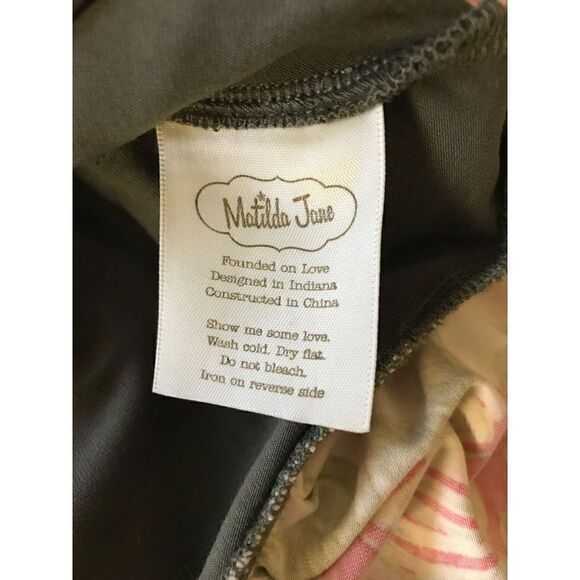 Matilda Jane
Founded on Love
Designed in Indiana
Constructed in China
Show me some love.
Wash cold. Dry flat.
Do not bleach.
Iron on reverse side